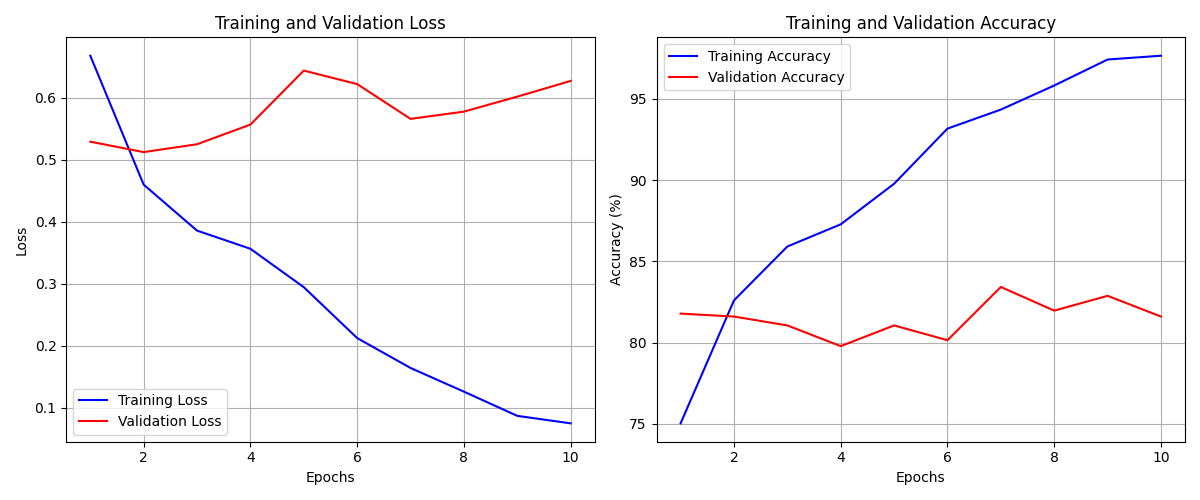 Training and Validation Loss
Loss
0.6
0.5
0.4
0.3
0.2
0.1
Training Loss
Validation Loss
2 4 6 8 10
Epochs
Training and Validation Accuracy
Accuracy (%)
Training Accuracy
Validation Accuracy
95
90
85
80
75
2 4 6 8 10
Epochs